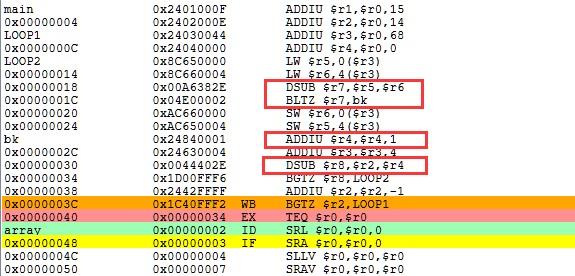 main 0x2401000F ADDIU $r1,$r0,15
0x00000004 0x2402000E ADDIU $r2,$r0,14
LOOP1 0x24030044 ADDIU $r3,$r0,68
0x0000000C 0x24040000 ADDIU $r4,$r0,0
LOOP2 0x8C650000 LW $r5,0($r3)
0x00000014 0x8C660004 LW $r6,4($r3)
0x00000018 0x00A6382E DSUB $r7,$r5,$r6
0x0000001C 0x04E00002 BLTZ $r7,bk
0x00000020 0xAC660000 SW $r6,0($r3)
0x00000024 0xAC650004 SW $r5,4($r3)
bk 0x24840001 ADDIU $r4,$r4,1
0x0000002C 0x24630004 ADDIU $r3,$r3,4
0x00000030 0x0044402E DSUB $r8,$r2,$r4
0x00000034 0x1D00FFF6 BGTZ $r8,LOOP2
0x00000038 0x2442FFFF ADDIU $r2,$r2,-1
0x0000003C 0x1C40FFF2 WB BGTZ $r2,LOOP1
0x00000040 0x00000034 EX TEQ $r0,$r0
array 0x00000002 ID SRL $r0,$r0,0
0x00000048 0x00000003 IF SRA $r0,$r0,0
0x0000004C 0x00000004 SLLV $r0,$r0,$r0
0x00000050 0x00000007 SRAV $r0,$r0,$r0